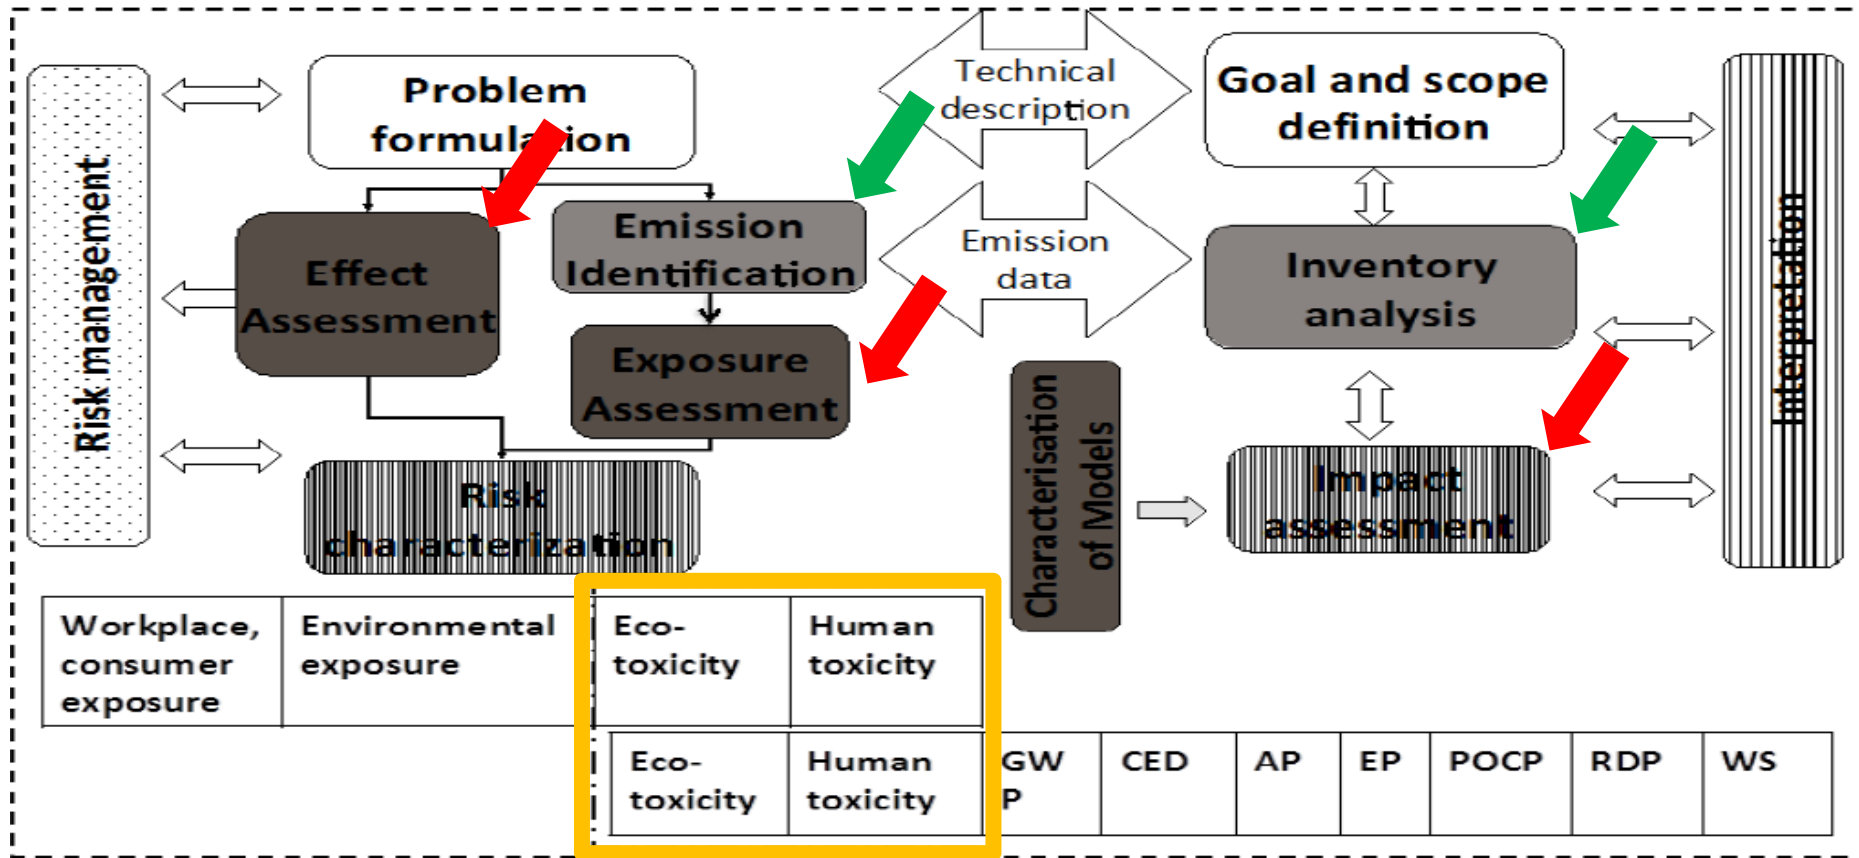 Problem
formulation
Technical
description
Goal and scope
definition
Risk management
Effect
Assessment
Emission
Identification
Emission
data
Inventory
analysis
Interpretation
Exposure
Assessment
Characterisation
of Models
Risk
characterization
Impact
assessment
Workplace,
consumer
exposure
Environmental
exposure
Eco-
toxicity
Human
toxicity
Eco-
toxicity
Human
toxicity
GW
P
CED
AP
EP
POCP
RDP
WS